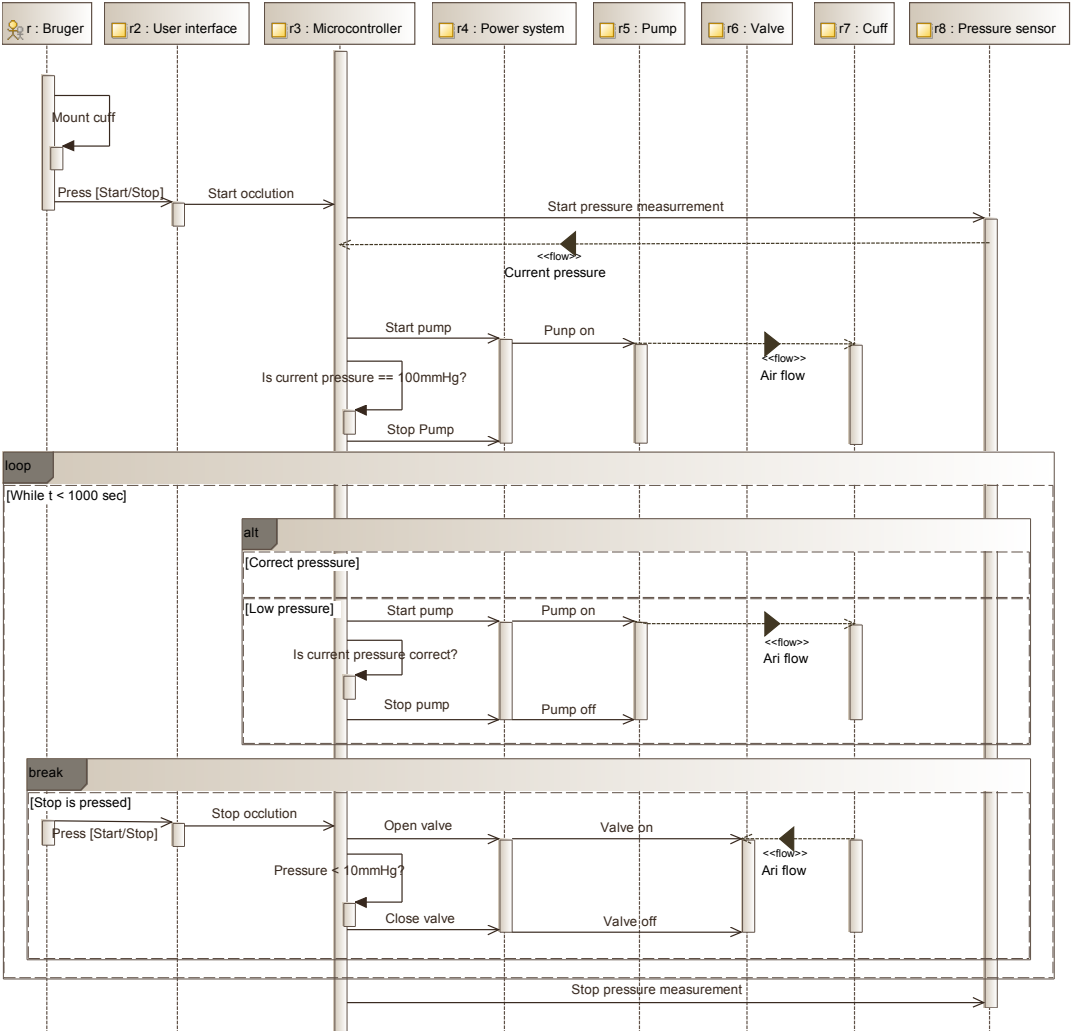 r : Bruger
r2 : User interface
r3 : Microcontroller
r4 : Power system
r5 : Pump
r6 : Valve
r7 : Cuff
r8 : Pressure sensor
Mount cuff
Press [Start/Stop]
Start occlution
Start pressure measurrement
<<flow>>
Current pressure
Start pump
Punp on
<<flow>>
Air flow
Is current pressure == 100mmHg?
Stop Pump
loop
[While t < 1000 sec]
alt
[Correct presssure]
[Low pressure]
Start pump
Pump on
<<flow>>
Ari flow
Is current pressure correct?
Stop pump
Pump off
break
[Stop is pressed]
Press [Start/Stop]
Stop occlution
Open valve
Valve on
<<flow>>
Ari flow
Pressure < 10mmHg?
Close valve
Valve off
Stop pressure measurement